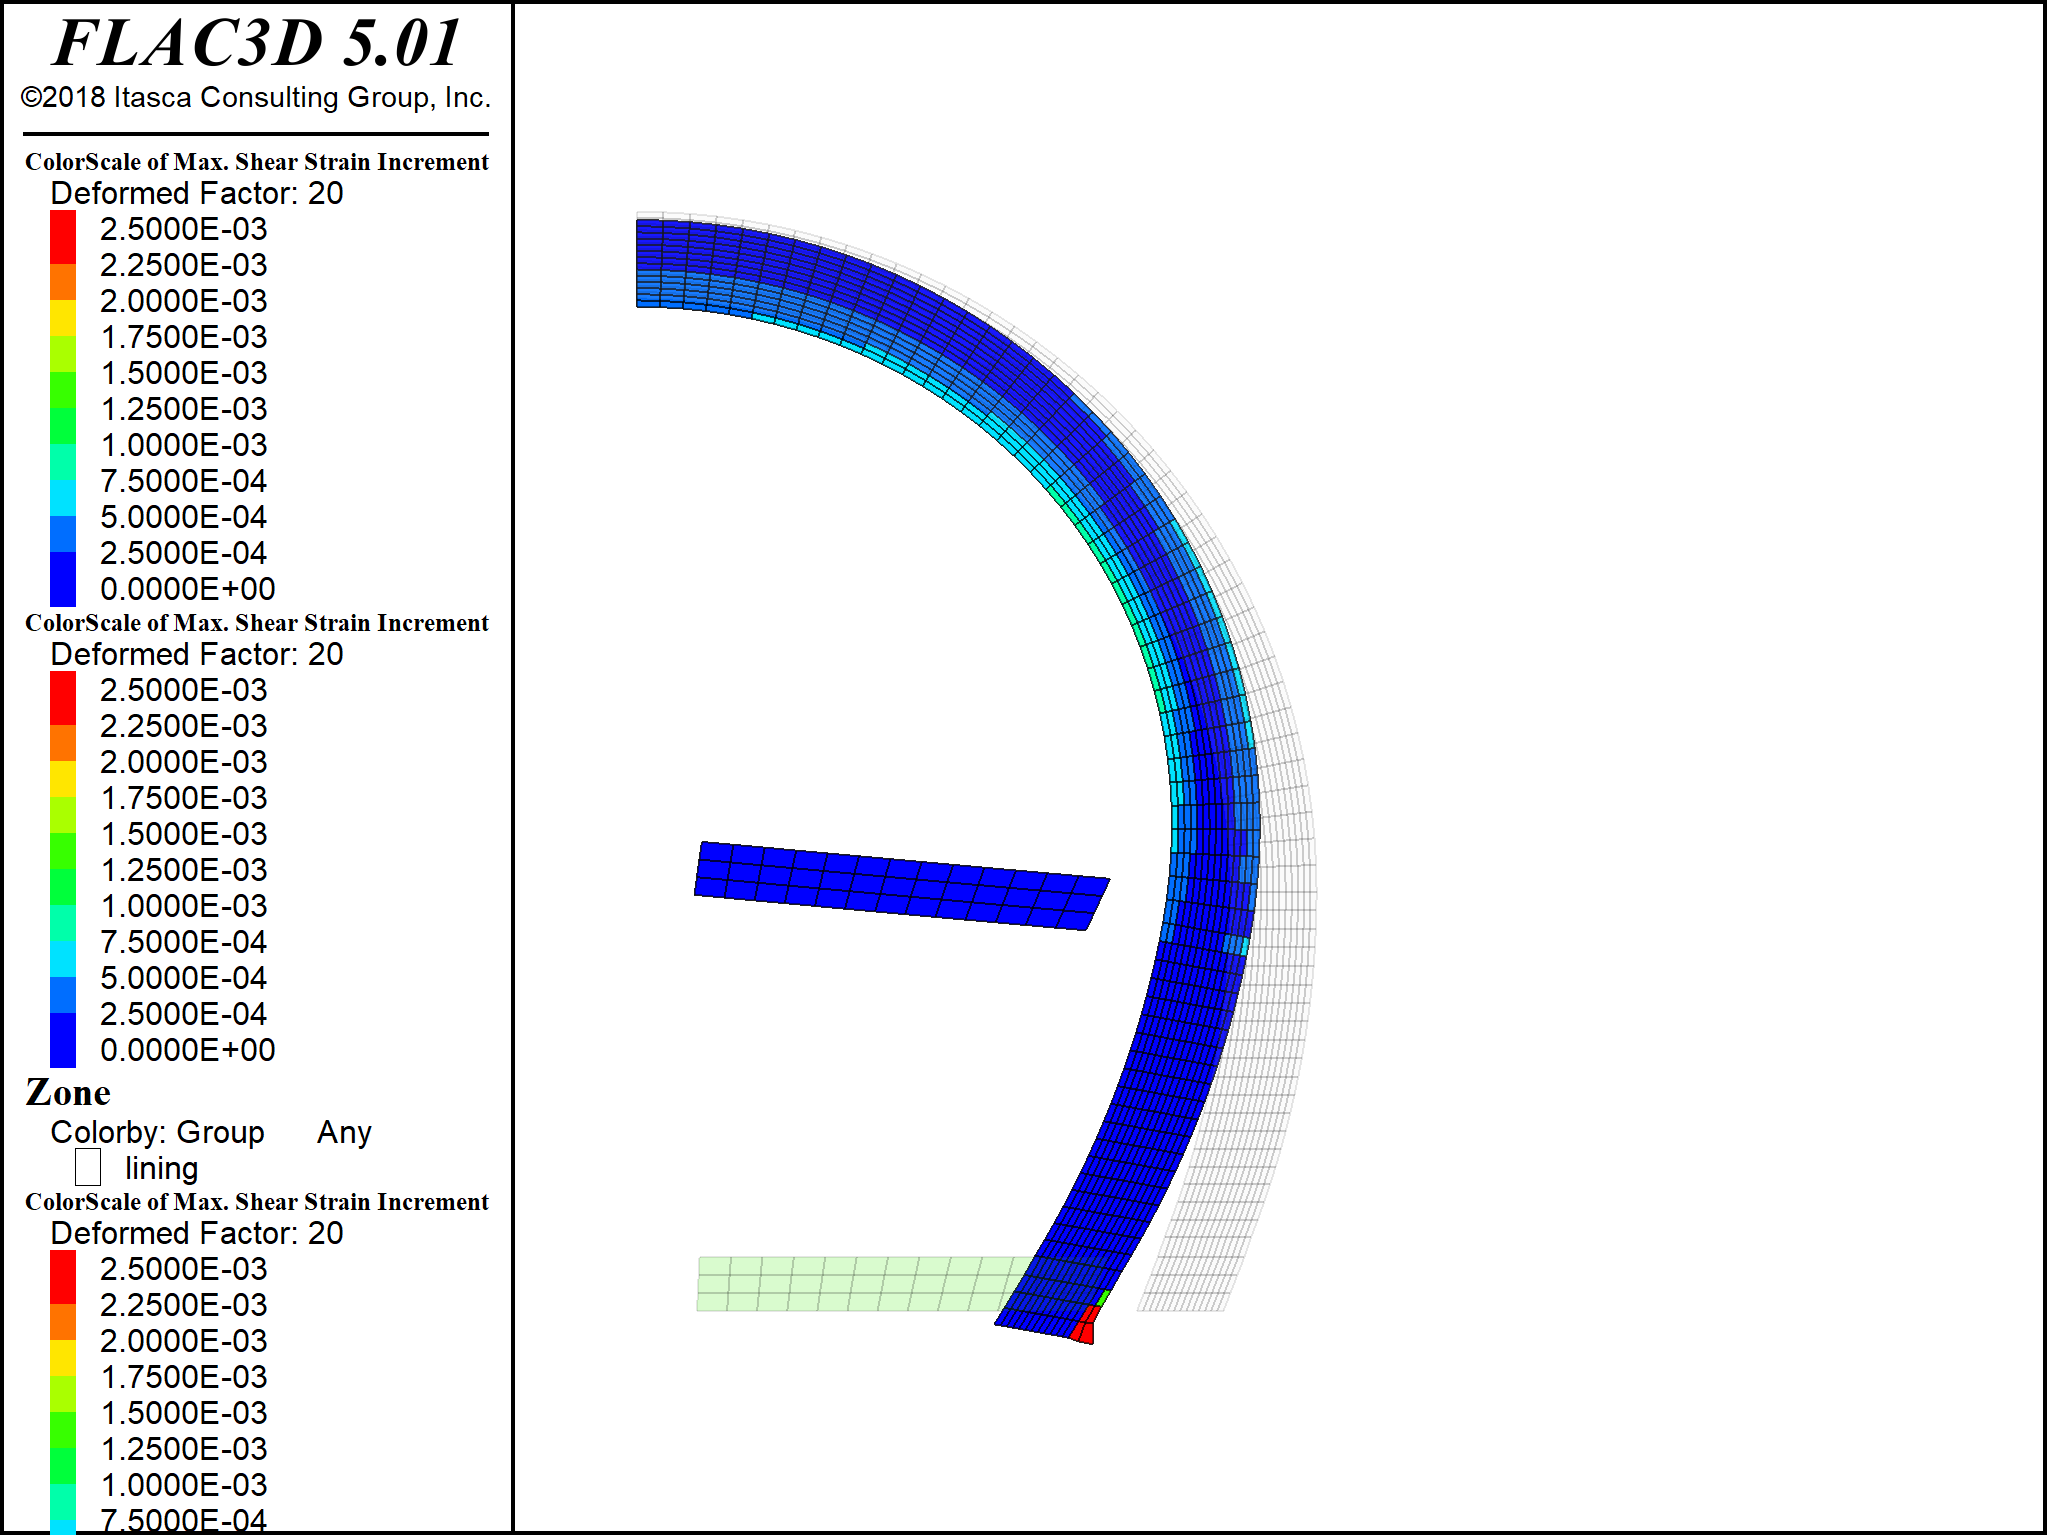 FLAC3D 5.01
©2018 Itasca Consulting Group, Inc.
ColorScale of Max. Shear Strain Increment
Deformed Factor: 20
2.5000E-03
2.2500E-03
2.0000E-03
1.7500E-03
1.5000E-03
1.2500E-03
1.0000E-03
7.5000E-04
5.0000E-04
2.5000E-04
0.0000E+00
ColorScale of Max. Shear Strain Increment
Deformed Factor: 20
2.5000E-03
2.2500E-03
2.0000E-03
1.7500E-03
1.5000E-03
1.2500E-03
1.0000E-03
7.5000E-04
5.0000E-04
2.5000E-04
0.0000E+00
Zone
Colorby: Group Any
lining
ColorScale of Max. Shear Strain Increment
Deformed Factor: 20
2.5000E-03
2.2500E-03
2.0000E-03
1.7500E-03
1.5000E-03
1.2500E-03
1.0000E-03
7.5000E-04